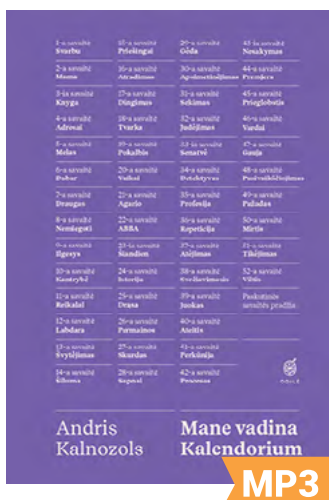 1-a savaitė
Svarbu
2-a savaitė
Mama
3-ia savaitė
Knyga
4-a savaitė
Adresai
5-a savaitė
Melas
6-a savaitė
Dabar
7-a savaitė
Draugas
8-a savaitė
Nemiegoti
9-a savaitė
Ilgesys
10-a savaitė
Kantrybė
11-a savaitė
Reikalai
12-a savaitė
Labdara
13-a savaitė
Švytėjimas
14-a savaitė
Šiluma
15-a savaitė
Priešingai
16-a savaitė
Atradimas
17-a savaitė
Dingimas
18-a savaitė
Tvarka
19-a savaitė
Pokalbis
20-a savaitė
Vaikai
21-a savaitė
Agario
22-a savaitė
ABBA
23-ia savaitė
Šiandien
24-a savaitė
Istorija
25-a savaitė
Drąsa
26-a savaitė
Permainos
27-a savaitė
Skurdas
28-a savaitė
Sapnai
29-a savaitė
Gėda
30-a savaitė
Apsimetinėjimas
31-a savaitė
Sekimas
32-a savaitė
Judėjimas
33-ia savaitė
Senatvė
34-a savaitė
Detektyvas
35-a savaitė
Profesija
36-a savaitė
Repeticija
37-a savaitė
Atėjimas
38-a savaitė
Svečiavimasis
39-a savaitė
Juokas
40-a savaitė
Ateitis
41-a savaitė
Perkūnija
42-a savaitė
Procesas
43-ia savaitė
Nesakymas
44-a savaitė
Premjera
45-a savaitė
Prieglobstis
46-a savaitė
Vardai
47-a savaitė
Gauja
48-a savaitė
49-a savaitė
Pažadas
50-a savaitė
Mirtis
51-a savaitė
Tikėjimas
52-a savaitė
Viltis
Paskutinės
savaitės pradžia
Andris
Kalnozols
Mane vadina
Kalendorium
MP3